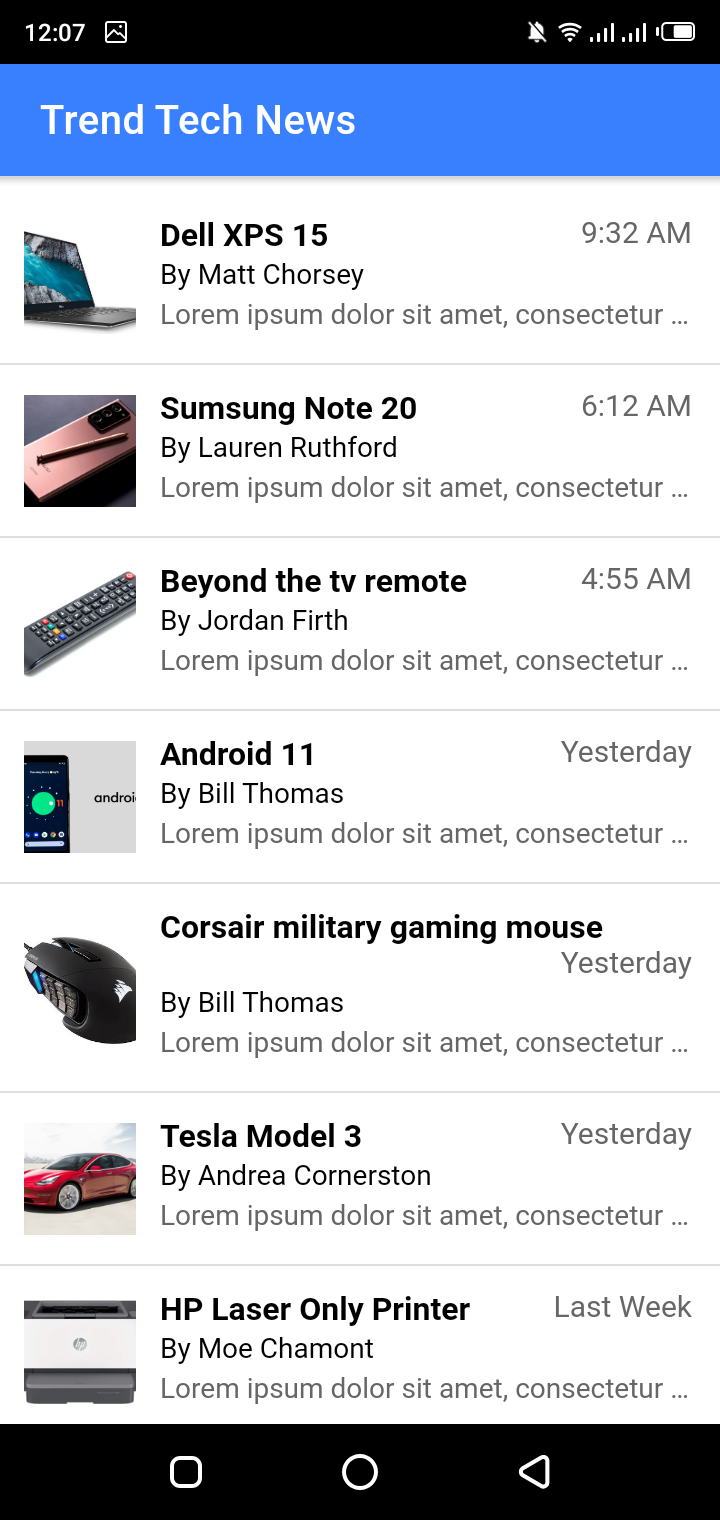 12:07
Trend Tech News
Dell XPS 15 9:32 AM
By Matt Chorsey
Lorem ipsum dolor sit amet, consectetur ...
Sumsung Note 20 6:12 AM
By Lauren Ruthford
Lorem ipsum dolor sit amet, consectetur ...
Beyond the tv remote 4:55 AM
By Jordan Firth
Lorem ipsum dolor sit amet, consectetur ...
Android 11 Yesterday
11 androi
By Bill Thomas
Lorem ipsum dolor sit amet, consectetur ...
Corsair military gaming mouse
Yesterday
By Bill Thomas
Lorem ipsum dolor sit amet, consectetur ...
Tesla Model 3 Yesterday
By Andrea Cornerston
Lorem ipsum dolor sit amet, consectetur ...
HP Laser Only Printer Last Week
hp
By Moe Chamont
Lorem ipsum dolor sit amet, consectetur ...